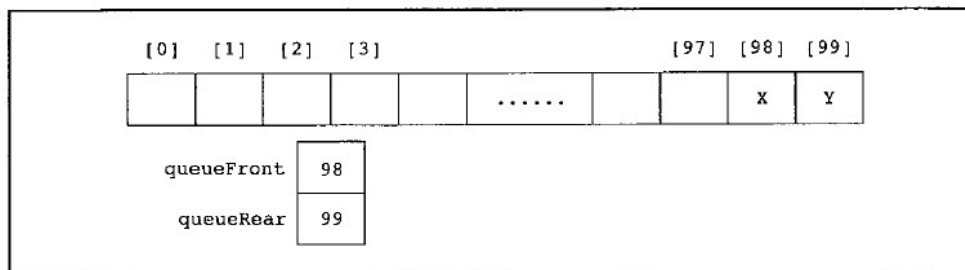 [0] [1] [2] [3] [97] [98] [99]
...... X Y
queueFront 98
queueRear 99